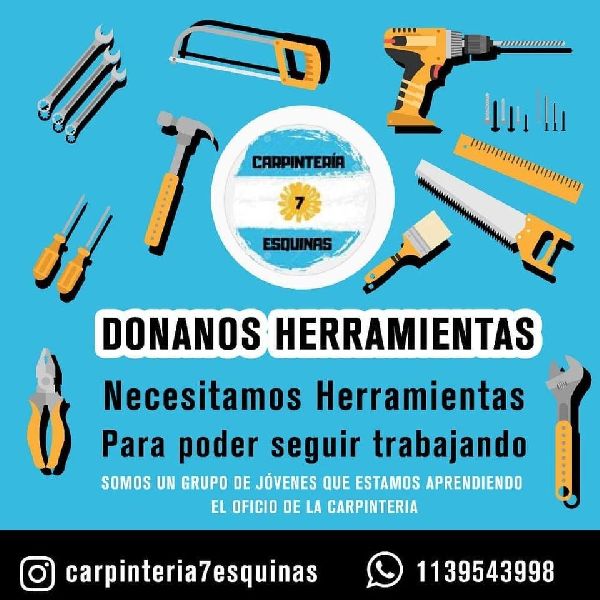 CARPINTERÍA
7
ESQUINAS
DONANOS HERRAMIENTAS
Necesitamos Herramientas
Para poder seguir trabajando
SOMOS UN GRUPO DE JÓVENES QUE ESTAMOS APRENDIENDO
EL OFICIO DE LA CARPINTERIA
carpinteria7esquinas
1139543998